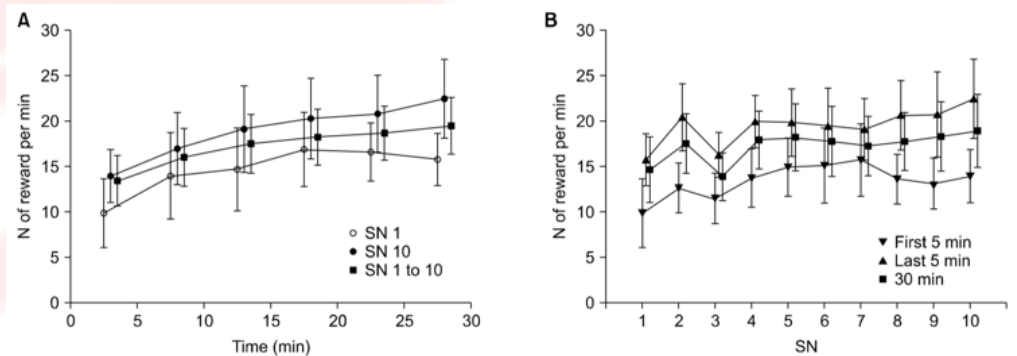 A
N of reward per min
30
25
20
15
10
5
0
0 5 10 15 20 25 30
Time (min)
SN 1
SN 10
SN 1 to 10
B
N of reward per min
30
25
20
15
10
5
0
1 2 3 4 5 6 7 8 9 10
SN
First 5 min
Last 5 min
30 min